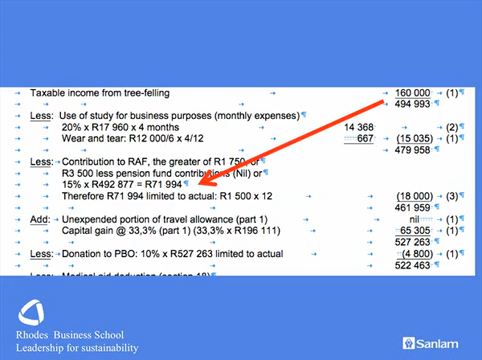 Taxable income from tree-felling 160 000 (1)
494 993
Less: Use of study for business purposes (monthly expenses)
20% x R17 960 x 4 months 14 368 (2)
Wear and tear: R12 000/6 x 4/12 667 (15 035) (1)
479 958
Less: Contribution to RAF, the greater of R1 750, or
R3 500 less pension fund contributions (Nil) or
15% x R492 877 = R71 994
Therefore R71 994 limited to actual: R1 500 x 12 (18 000) (3)
461 959
Add: Unexpended portion of travel allowance (part 1) nil (1)
Capital gain @ 33,3% (part 1) (33,3% x R196 111) 65 305 (1)
527 263
Less: Donation to PBO: 10% x R527 263 limited to actual (4 800) (1)
522 463
Less: Medical aid deduction (section 18)
Rhodes Business School
Leadership for sustainability
Sanlam